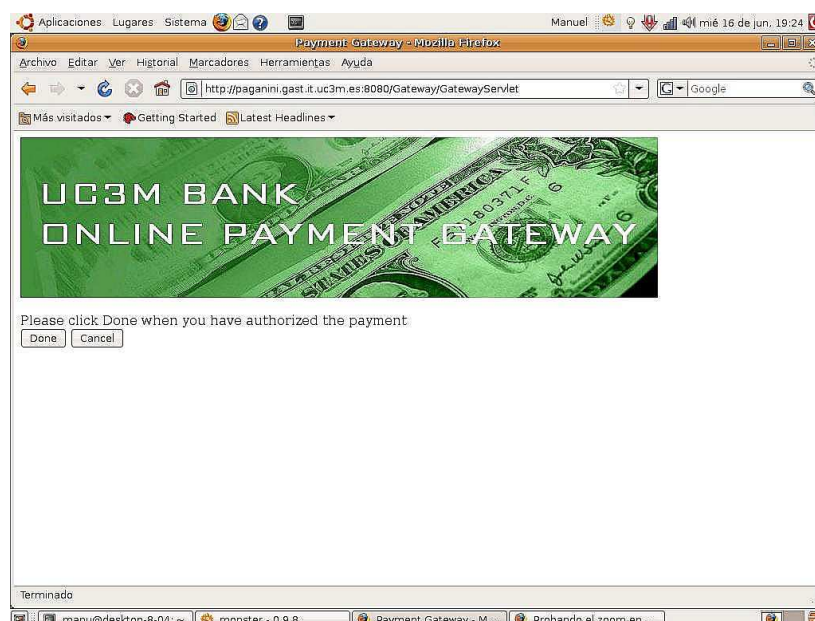 Aplicaciones Lugares Sistema Manuel mié 16 de jun, 19:24
Payment Gateway - Mozilla Firefox
Archivo Editar Ver Historial Marcadores Herramientas Ayuda
http://paganini.gast.it.uc3m.es:8080/Gateway/GatewayServlet Google
Más visitados Getting Started Latest Headlines
UC3M BANK
ONLINE PAYMENT GATEWAY
Please click Done when you have authorized the payment
Done Cancel
Terminado
manu@desktop-8-04: ~ monster - 0.9.8 Payment Gateway - M... Probando el zoom en ...